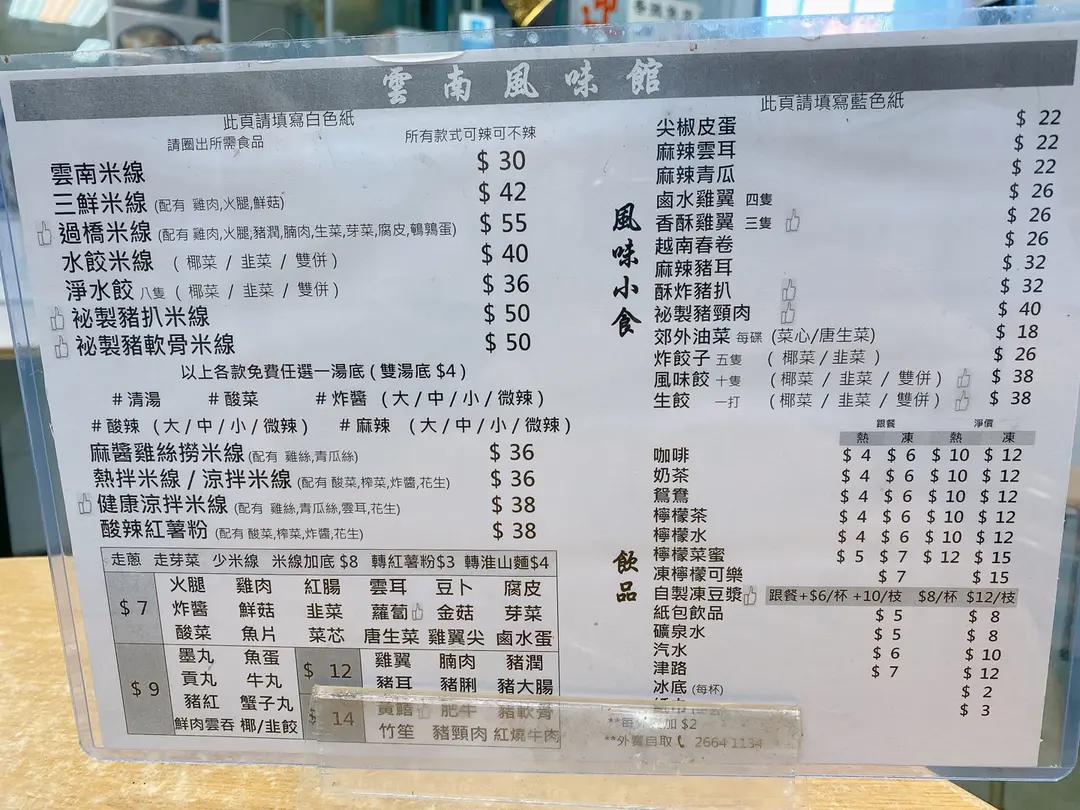 雲南風味館
此頁請填寫白色紙
請圈出所需食品 所有款式可辣可不辣
雲南米線 $ 30
三鮮米線 (配有 雞肉,火腿,鮮菇) $ 42
過橋米線 (配有 雞肉,火腿,豬潤,腩肉,生菜,芽菜,腐皮,鵪鶉蛋) $ 55
水餃米線 ( 椰菜 / 韭菜 / 雙併 ) $ 40
淨水餃 八隻 ( 椰菜 / 韭菜 / 雙併 ) $ 36
祕製豬扒米線 $ 50
祕製豬軟骨米線 $ 50
以上各款免費任選一湯底 ( 雙湯底 $4 )
# 清湯 # 酸菜 # 炸醬 ( 大 / 中 / 小 / 微辣 )
# 酸辣 ( 大 / 中 / 小 / 微辣 ) # 麻辣 ( 大 / 中 / 小 / 微辣 )
麻醬雞絲撈米線 (配有 雞絲,青瓜絲) $ 36
熱拌米線 / 涼拌米線 (配有 酸菜,榨菜,炸醬,花生) $ 36
健康涼拌米線 (配有 雞絲,青瓜絲,雲耳,花生) $ 38
酸辣紅薯粉 (配有 酸菜,榨菜,炸醬,花生) $ 38
走蔥 走芽菜 少米線 米線加底 $8 轉紅薯粉$3 轉淮山麵$4
$ 7
火腿 雞肉 紅腸 雲耳 豆卜 腐皮
炸醬 鮮菇 韭菜 蘿蔔 金菇 芽菜
酸菜 魚片 菜芯 唐生菜 雞翼尖 鹵水蛋
$ 9
墨丸 魚蛋
貢丸 牛丸
豬紅 蟹子丸
鮮肉雲吞 椰/韭餃
$ 12
雞翼 腩肉 豬潤
豬耳 豬脷 豬大腸
$ 14
黃鱔 肥牛 豬軟骨
竹笙 豬頸肉 紅燒牛肉
此頁請填寫藍色紙
風味小食
尖椒皮蛋 $ 22
麻辣雲耳 $ 22
麻辣青瓜 $ 22
鹵水雞翼 四隻 $ 26
香酥雞翼 三隻 $ 26
越南春卷 $ 26
麻辣豬耳 $ 32
酥炸豬扒 $ 32
祕製豬頸肉 $ 40
郊外油菜 每碟 (菜心/唐生菜) $ 18
炸餃子 五隻 ( 椰菜 / 韭菜 ) $ 26
風味餃 十隻 ( 椰菜 / 韭菜 / 雙併 ) $ 38
生餃 一打 ( 椰菜 / 韭菜 / 雙併 ) $ 38
飲品
跟餐 淨價
熱 凍 熱 凍
咖啡 $ 4 $ 6 $ 10 $ 12
奶茶 $ 4 $ 6 $ 10 $ 12
鴛鴦 $ 4 $ 6 $ 10 $ 12
檸檬茶 $ 4 $ 6 $ 10 $ 12
檸檬水 $ 4 $ 6 $ 10 $ 12
檸檬菜蜜 $ 5 $ 7 $ 12 $ 15
凍檸檬可樂 $ 7 $ 15
自製凍豆漿 跟餐+$6/杯 +10/枝 $8/杯 $12/枝
紙包飲品 $ 5 $ 8
礦泉水 $ 5 $ 8
汽水 $ 6 $ 10
津路 $ 7 $ 12
冰底 (每杯) $ 2
$ 3
加 $2
**外賣自取 2664 1134